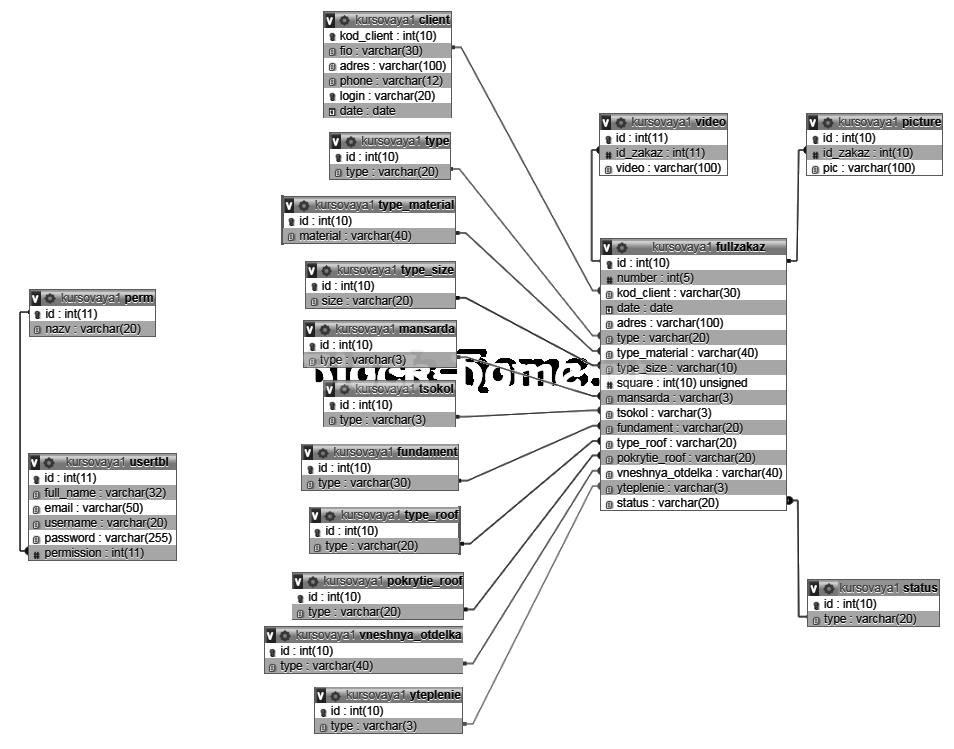 kursovaya1 client
kod_client : int(10)
fio : varchar(30)
adres : varchar(100)
phone : varchar(12)
login : varchar(20)
date : date
kursovaya1 type
id : int(10)
type : varchar(20)
kursovaya1 type_material
id : int(10)
material : varchar(40)
kursovaya1 type_size
id : int(10)
size : varchar(20)
kursovaya1 mansarda
id : int(10)
type : varchar(3)
kursovaya1 tsokol
id : int(10)
type : varchar(3)
kursovaya1 fundament
id : int(10)
type : varchar(30)
kursovaya1 type_roof
id : int(10)
type : varchar(20)
kursovaya1 pokrytie_roof
id : int(10)
type : varchar(20)
kursovaya1 vneshnya_otdelka
id : int(10)
type : varchar(40)
kursovaya1 yteplenie
id : int(10)
type : varchar(3)
kursovaya1 perm
id : int(11)
nazv : varchar(20)
kursovaya1 usertbl
id : int(11)
full_name : varchar(32)
email : varchar(50)
username : varchar(20)
password : varchar(255)
permission : int(11)
kursovaya1 video
id : int(11)
id_zakaz : int(11)
video : varchar(100)
kursovaya1 picture
id : int(10)
id_zakaz : int(10)
pic : varchar(100)
kursovaya1 fullzakaz
id : int(10)
number : int(5)
kod_client : varchar(30)
date : date
adres : varchar(100)
type : varchar(20)
type_material : varchar(40)
type_size : varchar(10)
square : int(10) unsigned
mansarda : varchar(3)
tsokol : varchar(3)
fundament : varchar(20)
type_roof : varchar(20)
pokrytie_roof : varchar(20)
vneshnya_otdelka : varchar(40)
yteplenie : varchar(3)
status : varchar(20)
kursovaya1 status
id : int(10)
type : varchar(20)